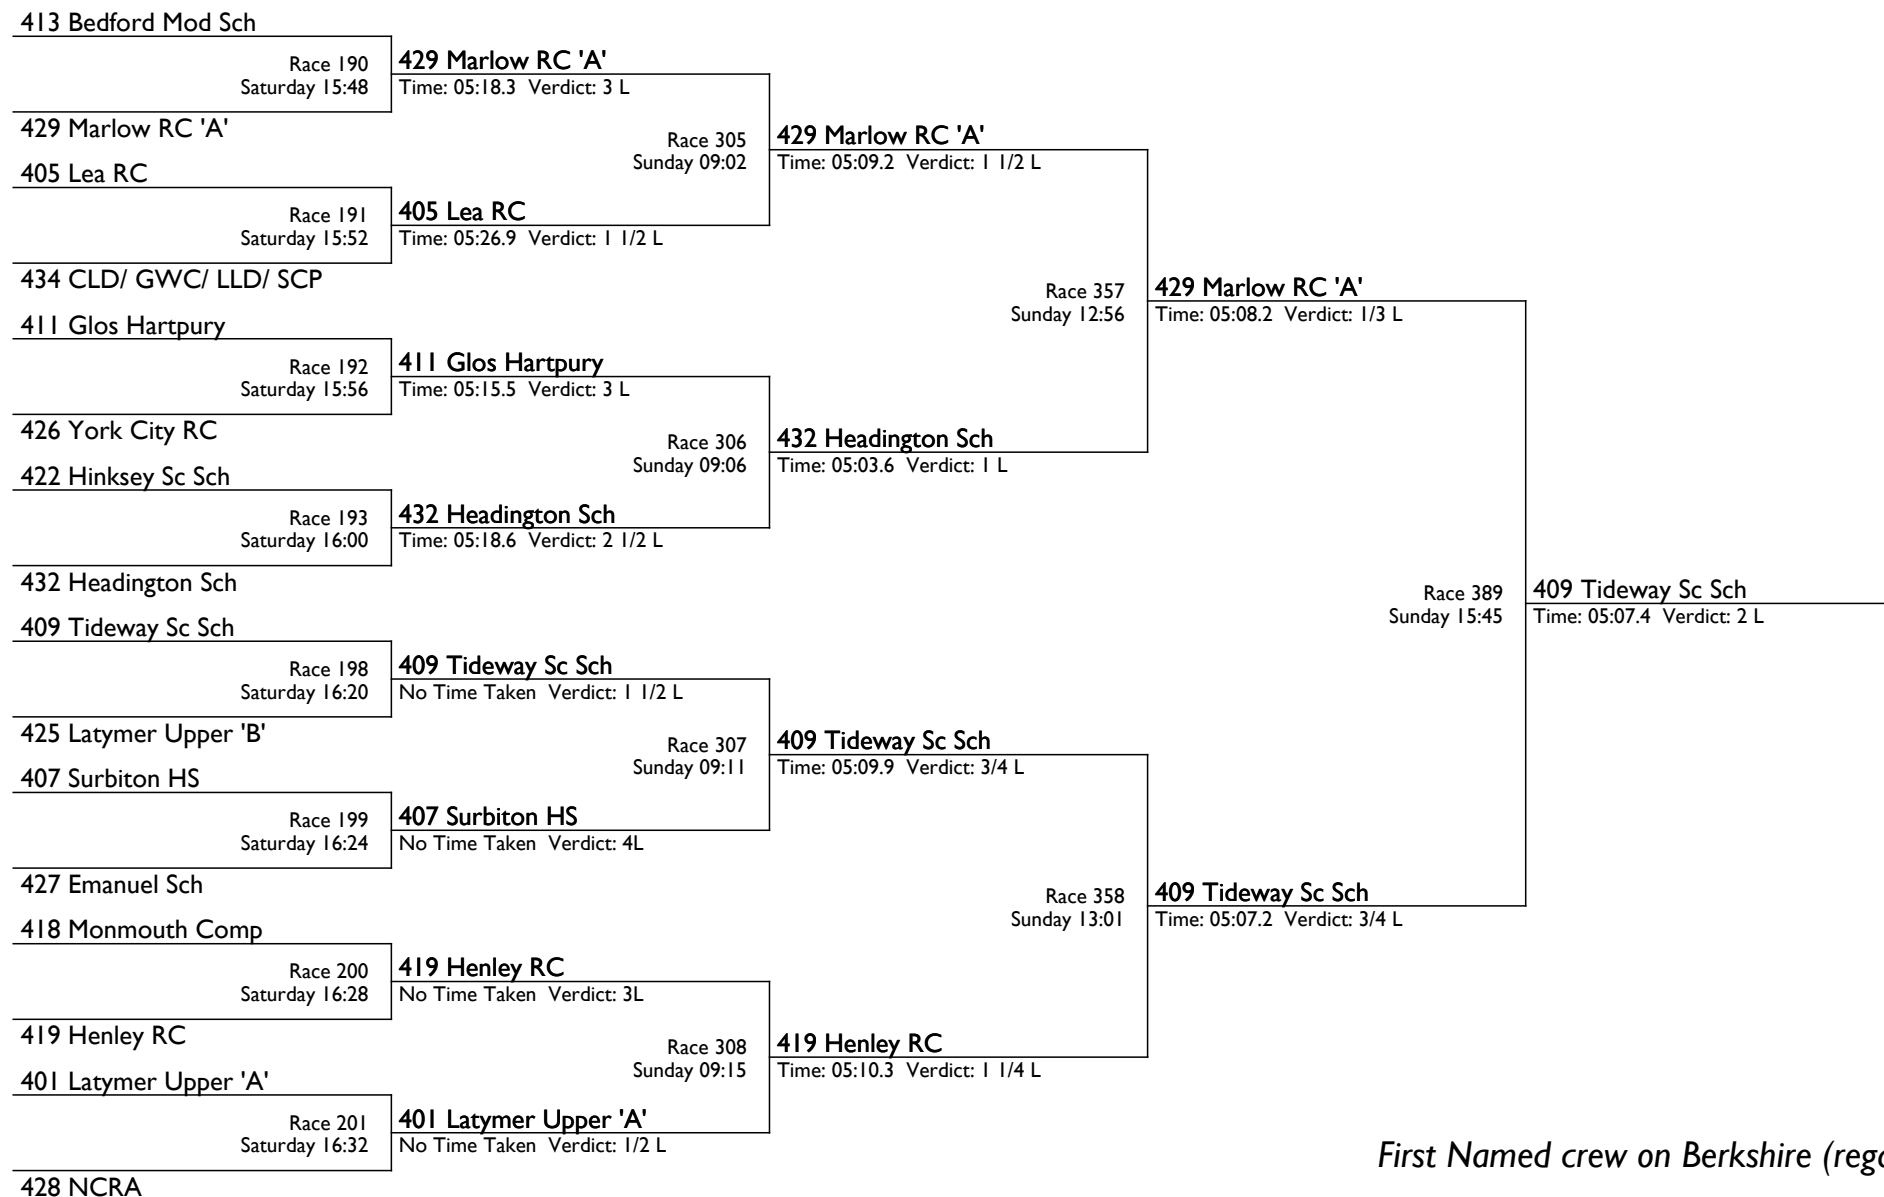 413 Bedford Mod Sch
Race 190
Saturday 15:48
429 Marlow RC 'A'
429 Marlow RC 'A'
Time: 05:18.3 Verdict: 3 L
405 Lea RC
Race 191
Saturday 15:52
434 CLD/ GWC/ LLD/ SCP
405 Lea RC
Time: 05:26.9 Verdict: 1 1/2 L
Race 305
Sunday 09:02
429 Marlow RC 'A'
Time: 05:09.2 Verdict: 1 1/2 L
411 Glos Hartpury
Race 192
Saturday 15:56
426 York City RC
411 Glos Hartpury
Time: 05:15.5 Verdict: 3 L
422 Hinksey Sc Sch
Race 193
Saturday 16:00
432 Headington Sch
432 Headington Sch
Time: 05:18.6 Verdict: 2 1/2 L
Race 306
Sunday 09:06
432 Headington Sch
Time: 05:03.6 Verdict: 1 L
Race 357
Sunday 12:56
429 Marlow RC 'A'
Time: 05:08.2 Verdict: 1/3 L
409 Tideway Sc Sch
Race 198
Saturday 16:20
425 Latymer Upper 'B'
409 Tideway Sc Sch
No Time Taken Verdict: 1 1/2 L
407 Surbiton HS
Race 199
Saturday 16:24
427 Emanuel Sch
407 Surbiton HS
No Time Taken Verdict: 4L
Race 307
Sunday 09:11
409 Tideway Sc Sch
Time: 05:09.9 Verdict: 3/4 L
418 Monmouth Comp
Race 200
Saturday 16:28
419 Henley RC
419 Henley RC
No Time Taken Verdict: 3L
401 Latymer Upper 'A'
Race 201
Saturday 16:32
428 NCRA
401 Latymer Upper 'A'
No Time Taken Verdict: 1/2 L
Race 308
Sunday 09:15
419 Henley RC
Time: 05:10.3 Verdict: 1 1/4 L
Race 358
Sunday 13:01
409 Tideway Sc Sch
Time: 05:07.2 Verdict: 3/4 L
Race 389
Sunday 15:45
409 Tideway Sc Sch
Time: 05:07.4 Verdict: 2 L
First Named crew on Berkshire